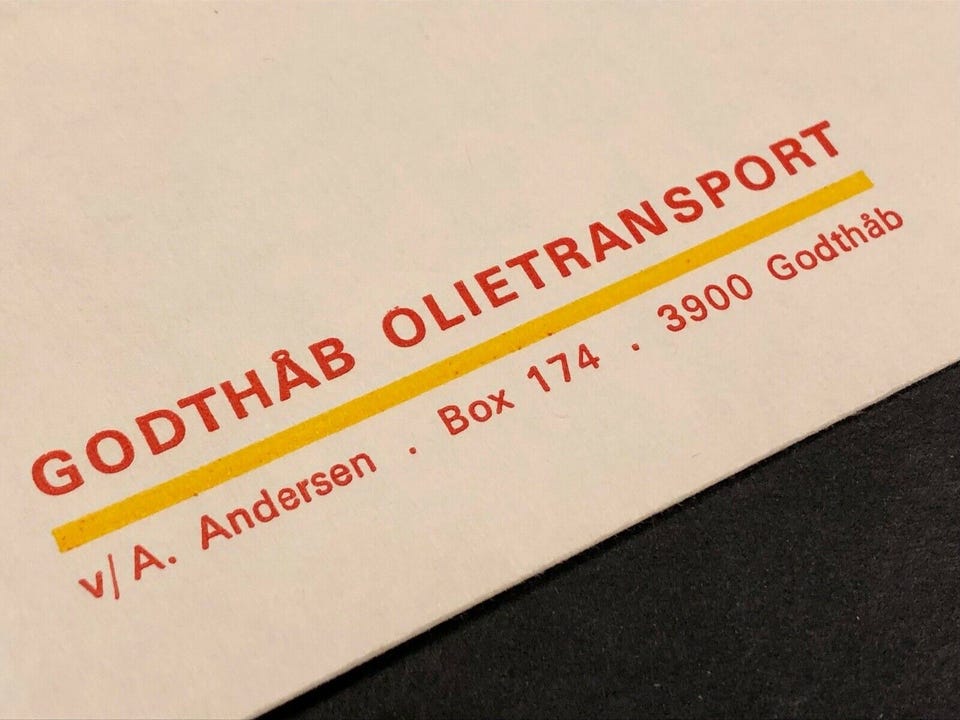 GODTHÅB OLIETRANSPORT
v/A. Andersen . Box 174 . 3900 Godthåb